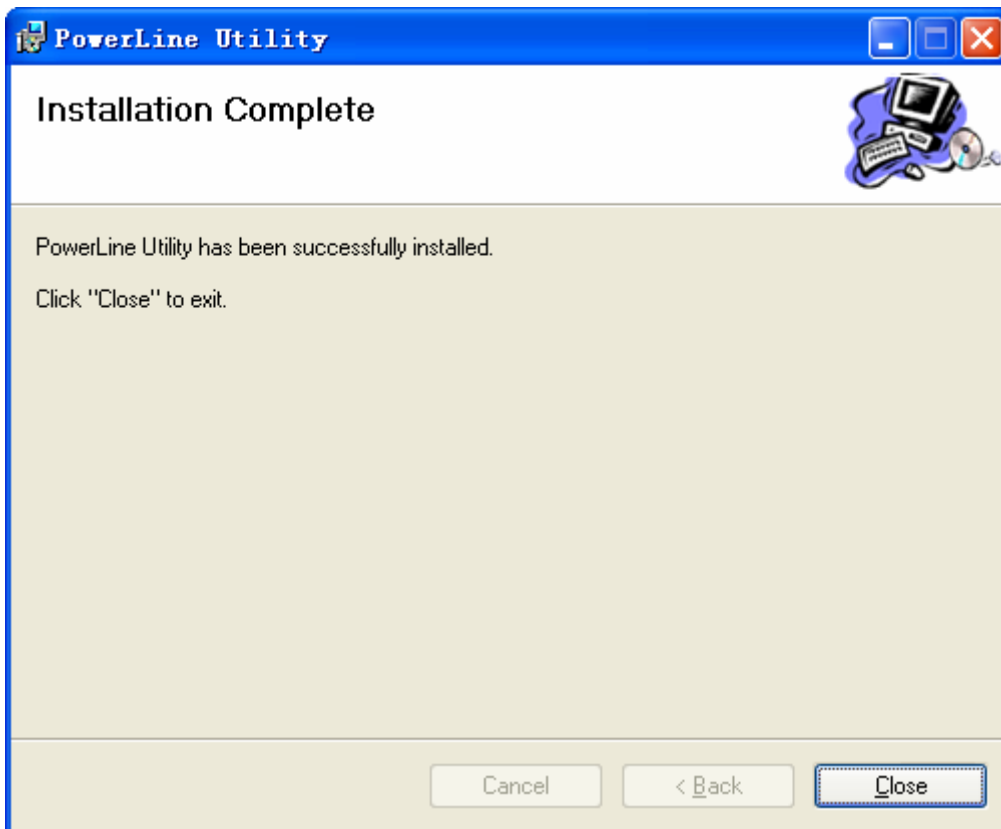 PowerLine Utility
Installation Complete
PowerLine Utility has been successfully installed.
Click "Close" to exit.
Cancel
< Back
Close